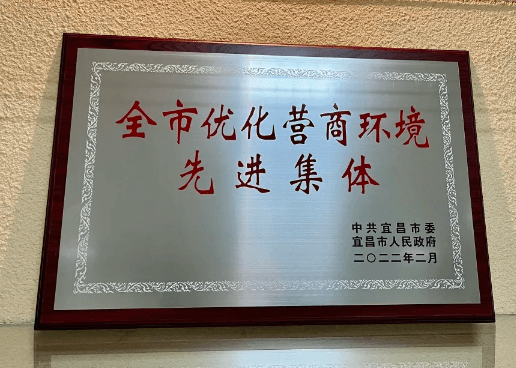 全市优化营商环境
先进集体
中共宜昌市委
宜昌市人民政府
二〇二二年二月